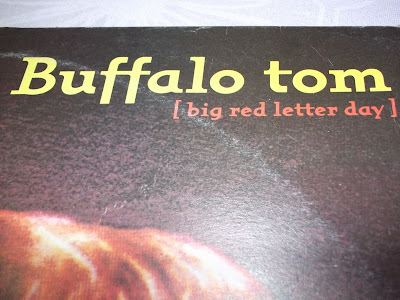 Buffalo tom
[ big red letter day ]